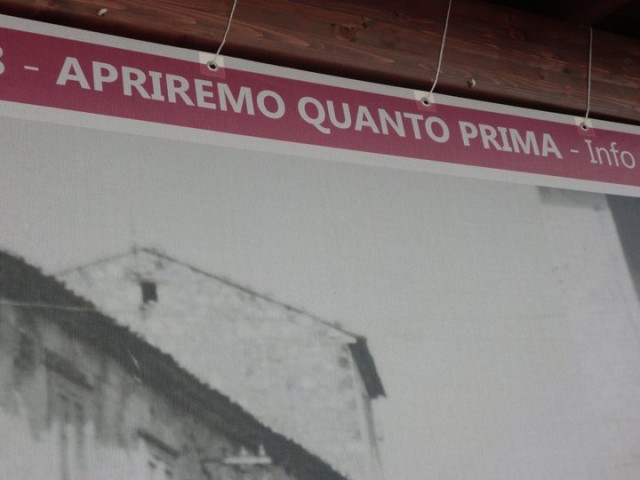 - APRIREMO QUANTO PRIMA - Info